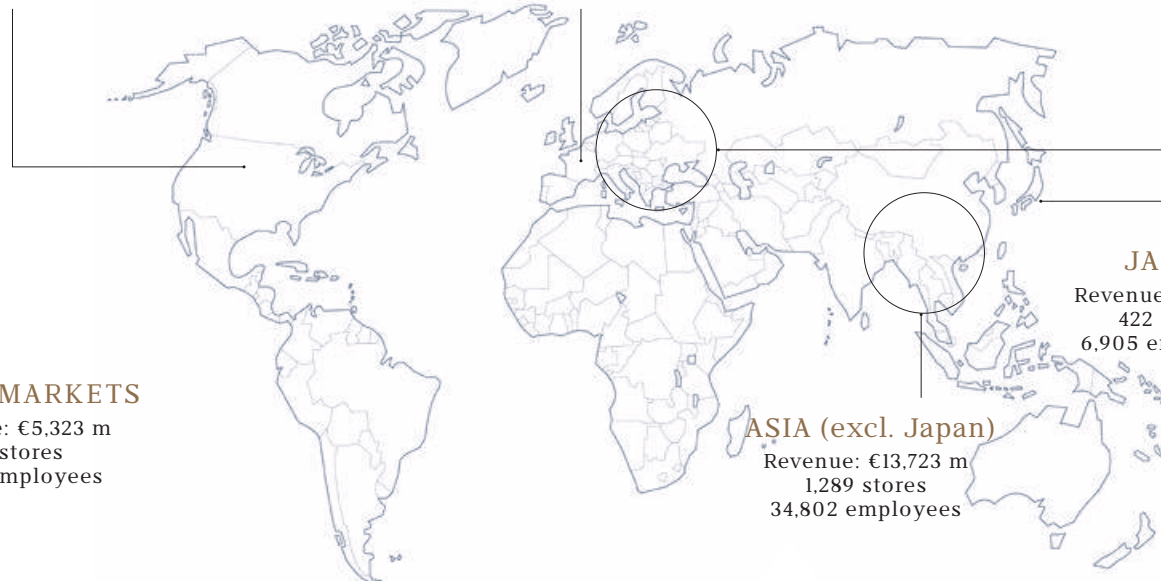 MARKETS
: €5,323 m
stores
mployees
ASIA (excl. Japan)
Revenue: €13,723 m
1,289 stores
34,802 employees
JA
Revenue
422
6,905 e